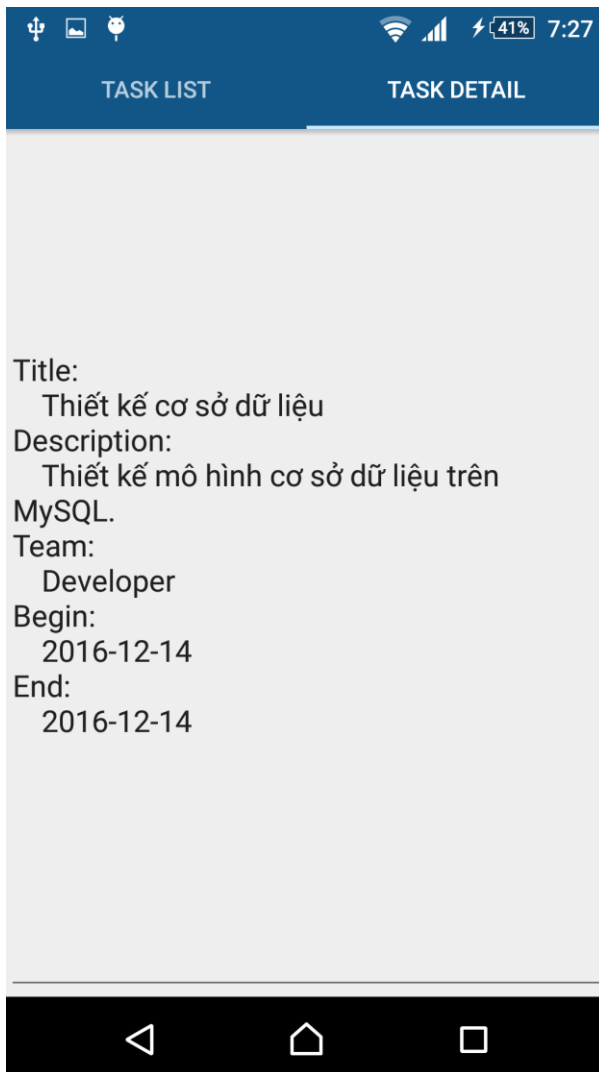 41% 7:27
TASK LIST TASK DETAIL
Title:
Thiết kế cơ sở dữ liệu
Description:
Thiết kế mô hình cơ sở dữ liệu trên
MySQL.
Team:
Developer
Begin:
2016-12-14
End:
2016-12-14